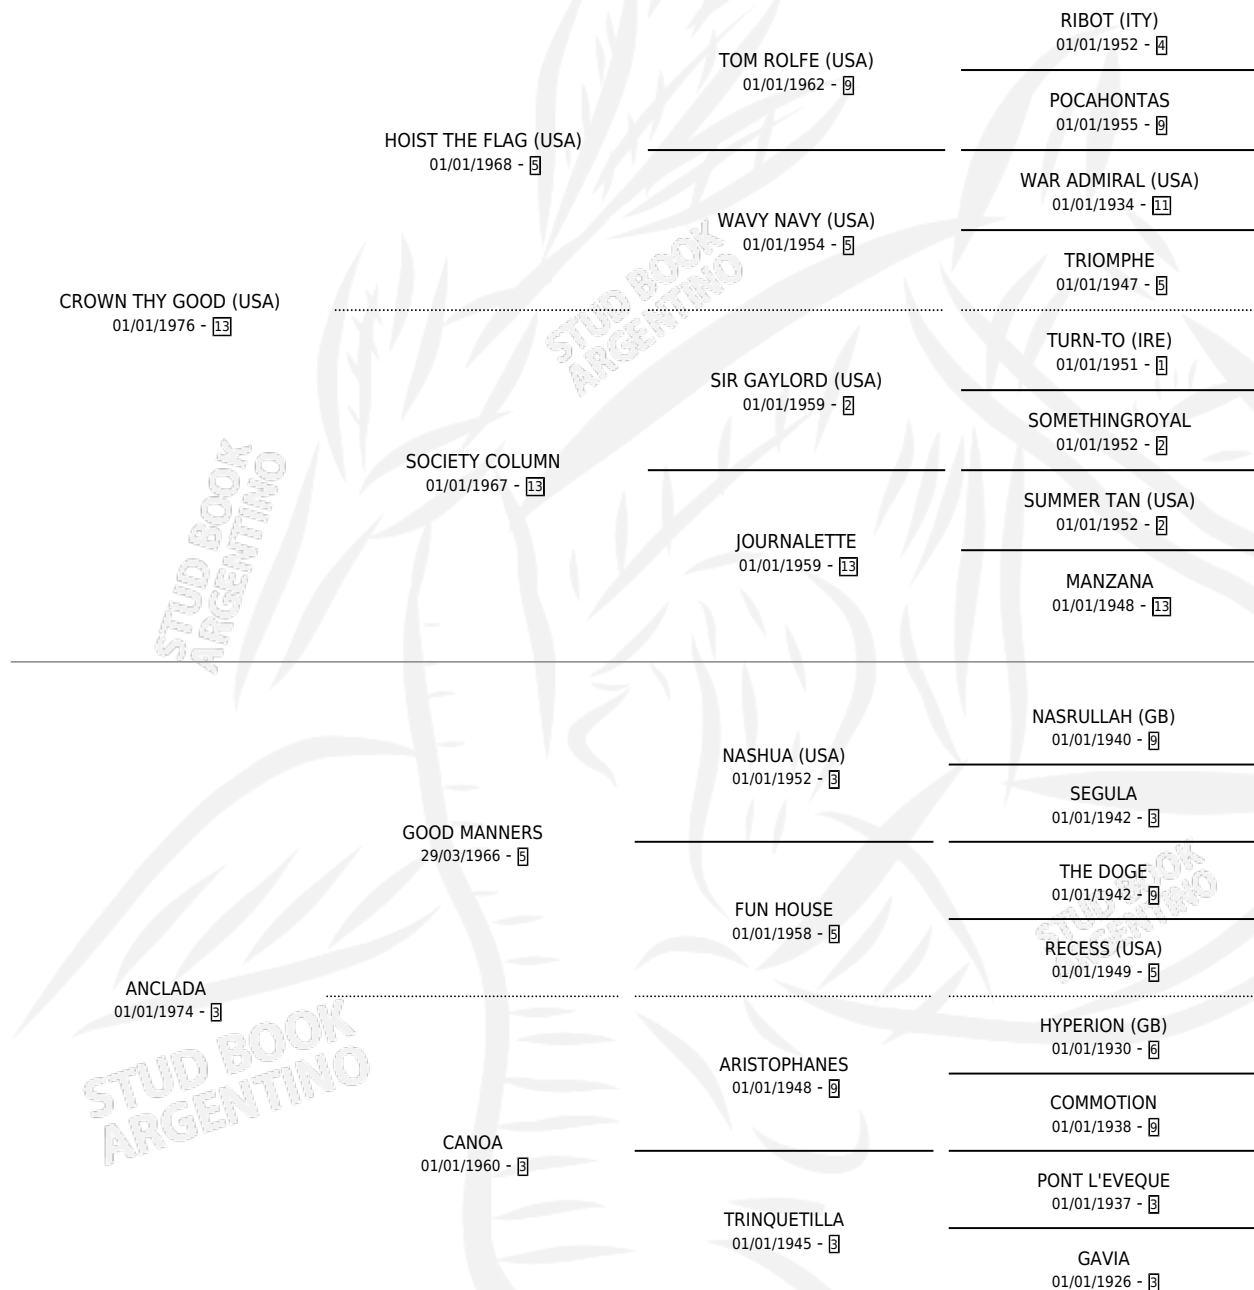 RIBOT (ITY)
01/01/1952 - 4
TOM ROLFE (USA)
01/01/1962 - 9
POCAHONTAS
01/01/1955 - 9
HOIST THE FLAG (USA)
01/01/1968 - 5
WAR ADMIRAL (USA)
01/01/1934 - 11
WAVY NAVY (USA)
01/01/1954 - 5
TRIOMPHE
01/01/1947 - 5
CROWN THY GOOD (USA)
01/01/1976 - 13
TURN-TO (IRE)
01/01/1951 - 1
SIR GAYLORD (USA)
01/01/1959 - 2
SOMETHINGROYAL
01/01/1952 - 2
SOCIETY COLUMN
01/01/1967 - 13
SUMMER TAN (USA)
01/01/1952 - 2
JOURNALETTE
01/01/1959 - 13
MANZANA
01/01/1948 - 13
NASRULLAH (GB)
01/01/1940 - 9
NASHUA (USA)
01/01/1952 - 3
SEGULA
01/01/1942 - 3
GOOD MANNERS
29/03/1966 - 5
THE DOGE
01/01/1942 - 9
FUN HOUSE
01/01/1958 - 5
RECESS (USA)
01/01/1949 - 5
ANCLADA
01/01/1974 - 3
HYPERION (GB)
01/01/1930 - 6
ARISTOPHANES
01/01/1948 - 9
COMMOTION
01/01/1938 - 9
CANOA
01/01/1960 - 3
PONT L'EVEQUE
01/01/1937 - 3
TRINQUETILLA
01/01/1945 - 3
GAVIA
01/01/1926 - 3
STUD BOOK
ARGENTINO
STUD BOOK
ARGENTINO
STUD BOOK
ARGENTINO
STUD BOOK
ARGENTINO